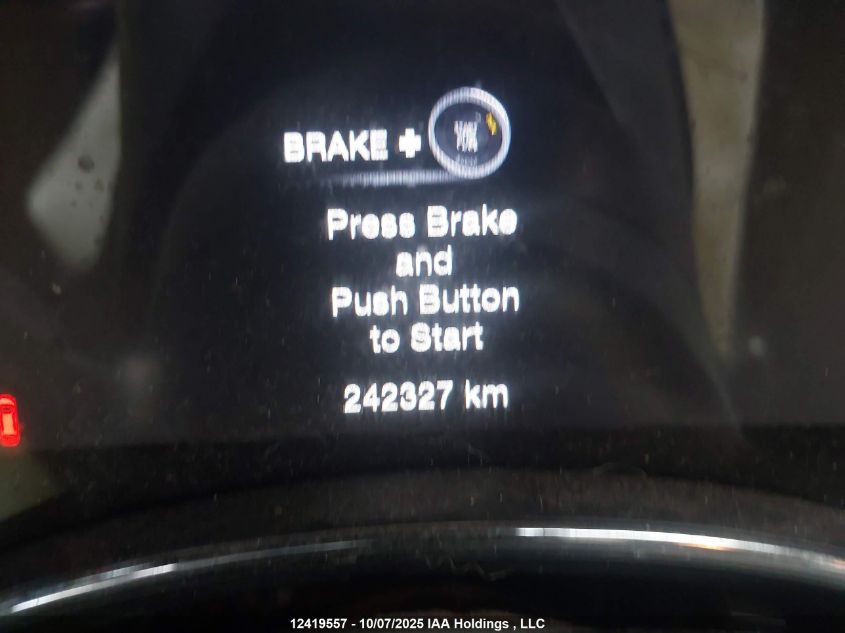 BRAKE +
Press Brake
and
Push Button
to Start
242327 km
12419557 - 10/07/2025 IAA Holdings , LLC